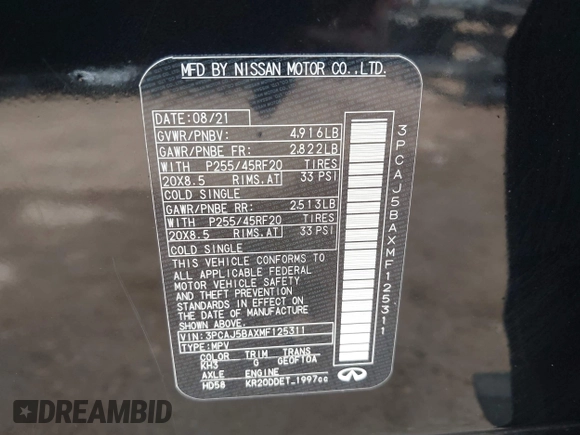 MFD BY NISSAN MOTOR CO.,LTD.
DATE: 08/21
GVWR/PNBV: 4,916LB
GAWR/PNBE FR: 2,822LB
WITH P255/45RF20 TIRES
20X8.5 RIMS,AT 33 PSI
COLD SINGLE
GAWR/PNBE RR: 2,513LB
WITH P255/45RF20 TIRES
20X8.5 RIMS,AT 33 PSI
COLD SINGLE
THIS VEHICLE CONFORMS TO
ALL APPLICABLE FEDERAL
MOTOR VEHICLE SAFETY
AND THEFT PREVENTION
STANDARDS IN EFFECT ON
THE DATE OF MANUFACTURE
SHOWN ABOVE.
VIN:3PCAJ5BAXMF125311
TYPE:MPV
COLOR TRIM TRANS
KH3 G GE0F10A
AXLE ENGINE
HD58 KR20DDET 1997cc
3PCAJ5BAXMF125311
INFINITI
DREAMBID